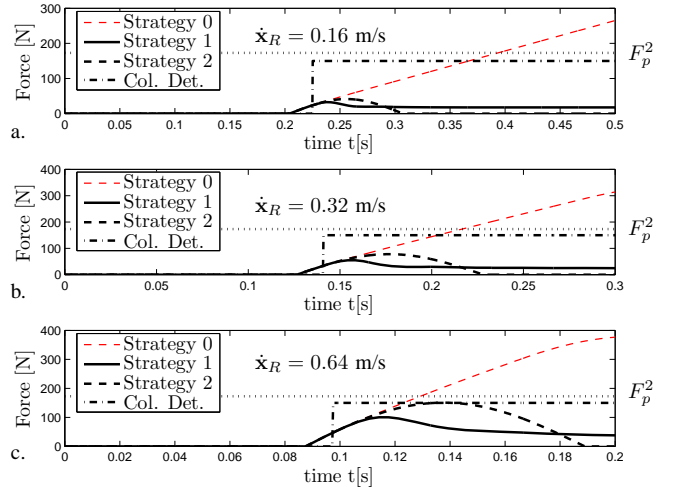 300
200
100
0
Force [N]
Strategy 0
Strategy 1
Strategy 2
Col. Det.
ẋ_R = 0.16 m/s
F_p^2
0 0.05 0.1 0.15 0.2 0.25 0.3 0.35 0.4 0.45 0.5
a.
time t[s]
400
300
200
100
0
Force [N]
Strategy 0
Strategy 1
Strategy 2
Col. Det.
ẋ_R = 0.32 m/s
F_p^2
0 0.05 0.1 0.15 0.2 0.25 0.3
b.
time t[s]
400
300
200
100
0
Force [N]
Strategy 0
Strategy 1
Strategy 2
Col. Det.
ẋ_R = 0.64 m/s
F_p^2
0 0.02 0.04 0.06 0.08 0.1 0.12 0.14 0.16 0.18 0.2
c.
time t[s]